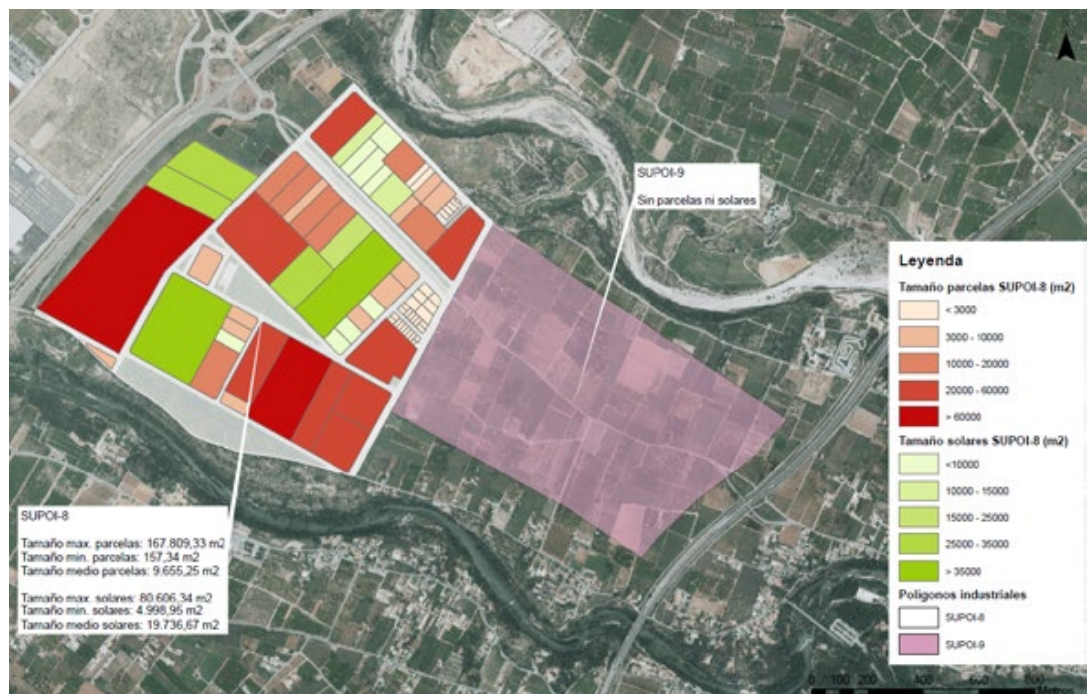 SUPOI-9
Sin parcelas ni solares
Leyenda
Tamaño parcelas SUPOI-8 (m2)
< 3000
3000 - 10000
10000 - 20000
20000 - 60000
> 60000
Tamaño solares SUPOI-8 (m2)
<10000
10000 - 15000
15000 - 25000
25000 - 35000
> 35000
Polígonos industriales
SUPOI-8
SUPOI-9
SUPOI-8
Tamaño max. parcelas: 167.809,33 m2
Tamaño min. parcelas: 157,34 m2
Tamaño medio parcelas: 9.655,25 m2
Tamaño max. solares: 80.606,34 m2
Tamaño min. solares: 4.998,95 m2
Tamaño medio solares: 19.736,67 m2
0 100 200 400 600 800